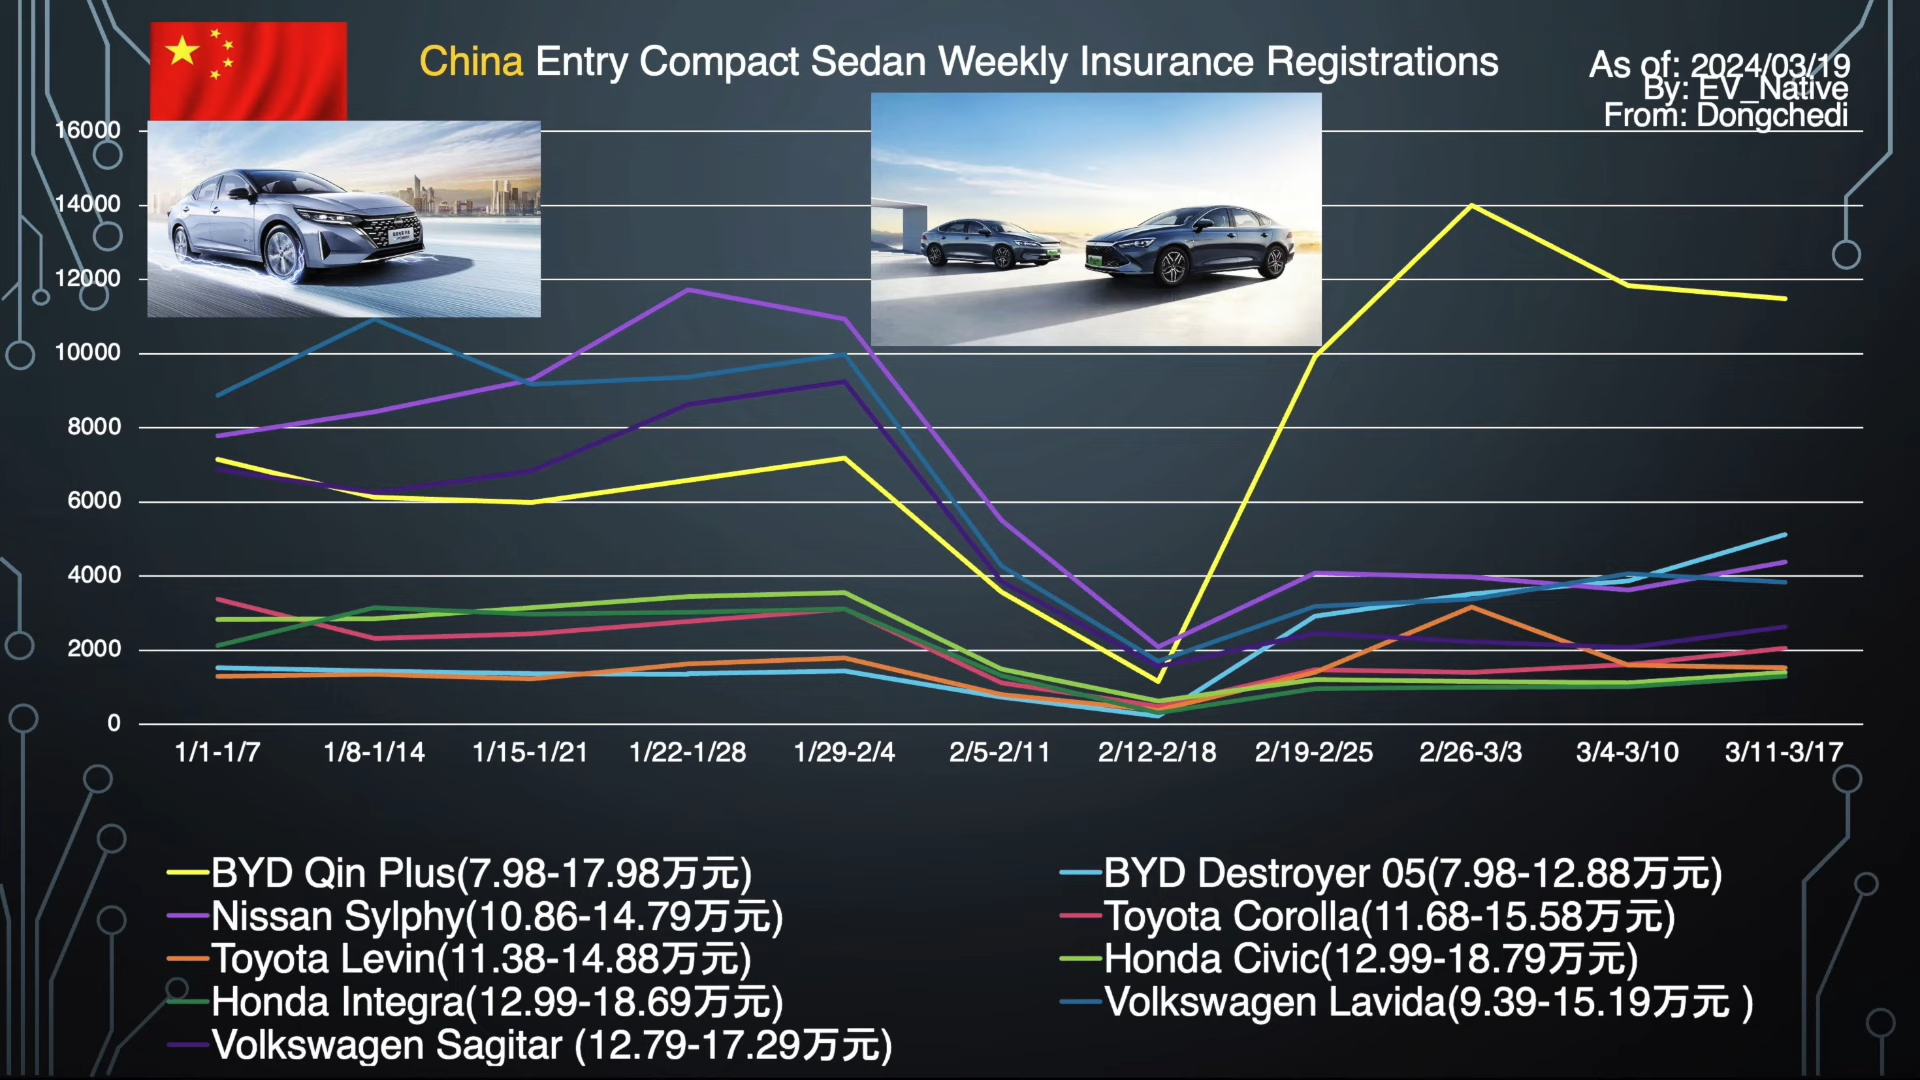 China Entry Compact Sedan Weekly Insurance Registrations
As of: 2024/03/19
By: EV_Native
From: Dongchedi
16000
14000
12000
10000
8000
6000
4000
2000
0
1/1-1/7 1/8-1/14 1/15-1/21 1/22-1/28 1/29-2/4 2/5-2/11 2/12-2/18 2/19-2/25 2/26-3/3 3/4-3/10 3/11-3/17
BYD Qin Plus(7.98-17.98万元) BYD Destroyer 05(7.98-12.88万元)
Nissan Sylphy(10.86-14.79万元) Toyota Corolla(11.68-15.58万元)
Toyota Levin(11.38-14.88万元) Honda Civic(12.99-18.79万元)
Honda Integra(12.99-18.69万元) Volkswagen Lavida(9.39-15.19万元 )
Volkswagen Sagitar (12.79-17.29万元)